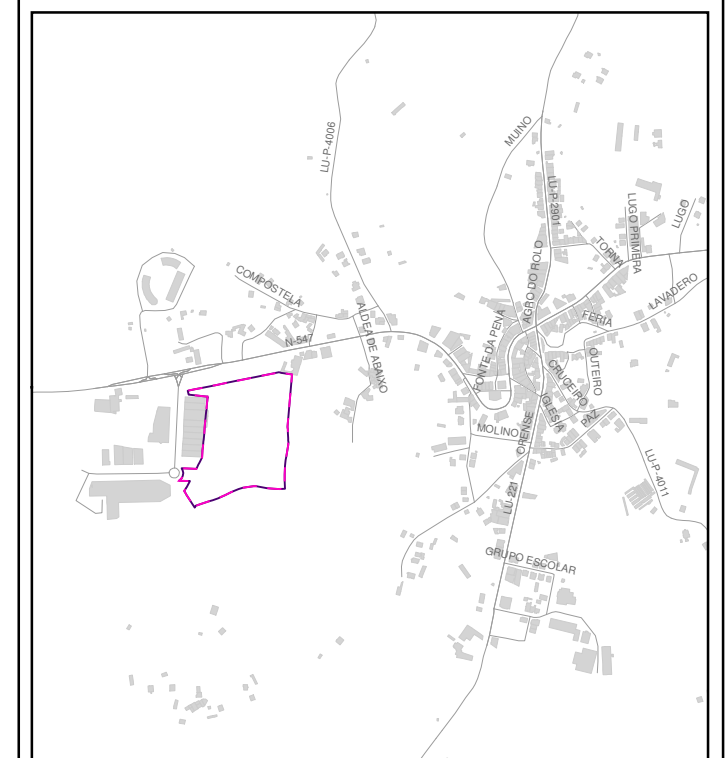 MUINO
LU-P-4006
LU-P-2901
LUGO PRIMERA
LUGO
TORNA
AGRO DO ROLO
COMPOSTELA
LAVADERO
ALDEA DE ABAIXO
FERIA
N-547
FONTE DA PENA
OUTEIRO
CRUCEIRO
IGLESIA
PAZ
MOLINO
ORENSE
LU-P-4011
LU-221
GRUPO ESCOLAR